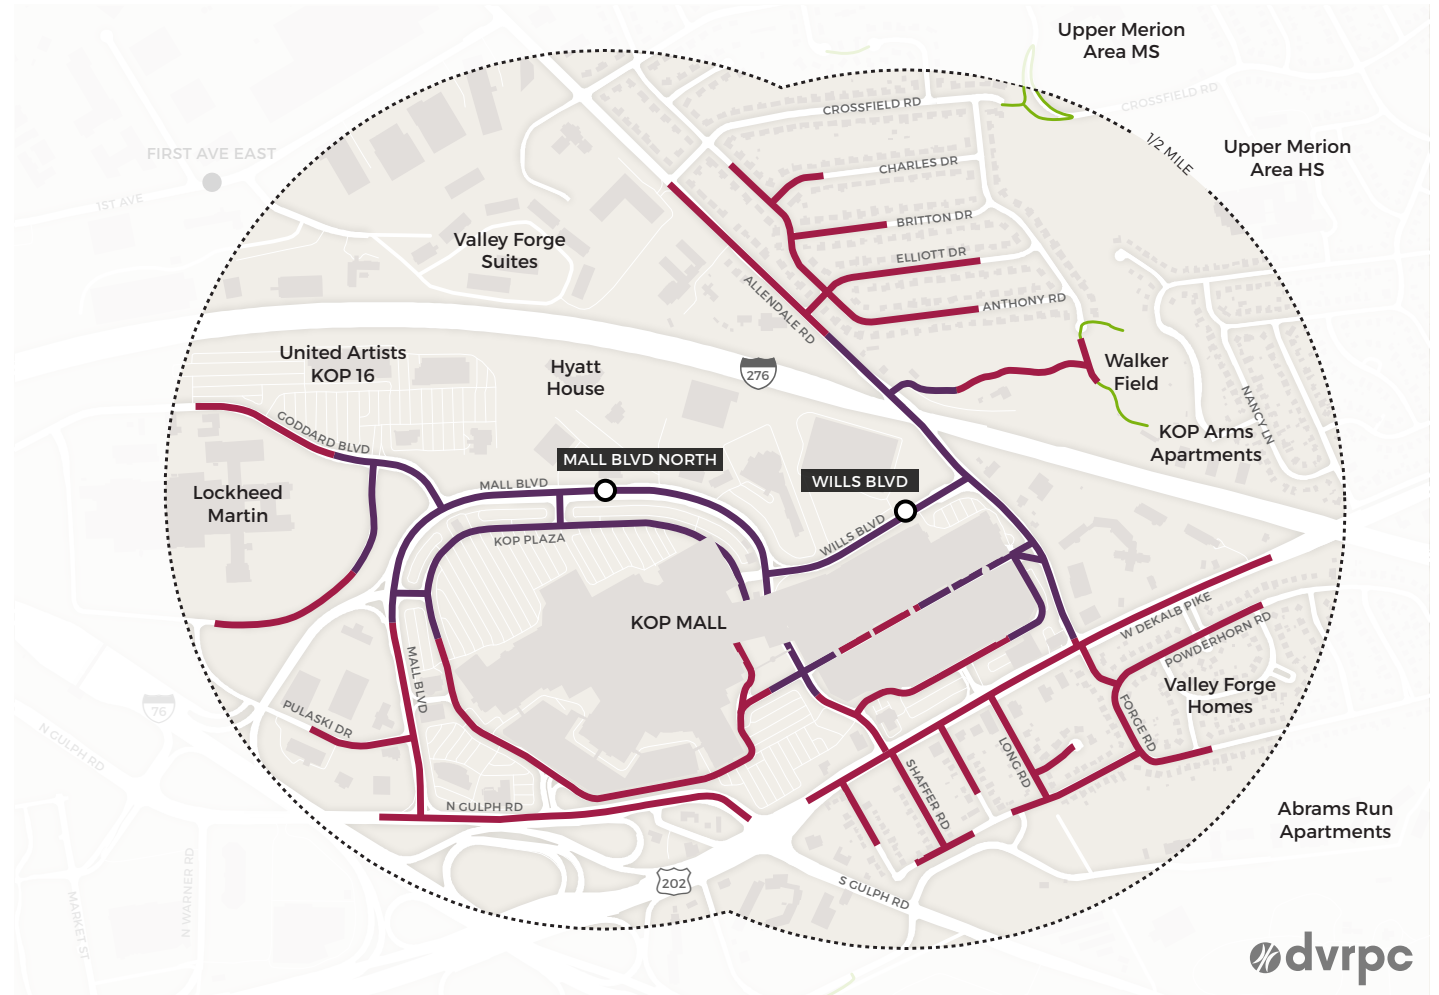 Upper Merion
Area MS
CROSSFIELD RD
CROSSFIELD RD
1/2 MILE
Upper Merion
Area HS
FIRST AVE EAST
1ST AVE
CHARLES DR
BRITTON DR
ELLIOTT DR
ANTHONY RD
Valley Forge
Suites
ALLENDALE RD
United Artists
KOP 16
Hyatt
House
276
Walker
Field
NANCY LN
KOP Arms
Apartments
GODDARD BLVD
MALL BLVD NORTH
MALL BLVD
WILLS BLVD
WILLS BLVD
Lockheed
Martin
KOP PLAZA
KOP MALL
W DEKALB PIKE
POWDERHORN RD
Valley Forge
Homes
FORGE RD
MALL BLVD
PULASKI DR
76
N GULPH RD
N GULPH RD
LONG RD
SHAFFER RD
Abrams Run
Apartments
202
S GULPH RD
N WARNER RD
MARKET ST
dvrpc